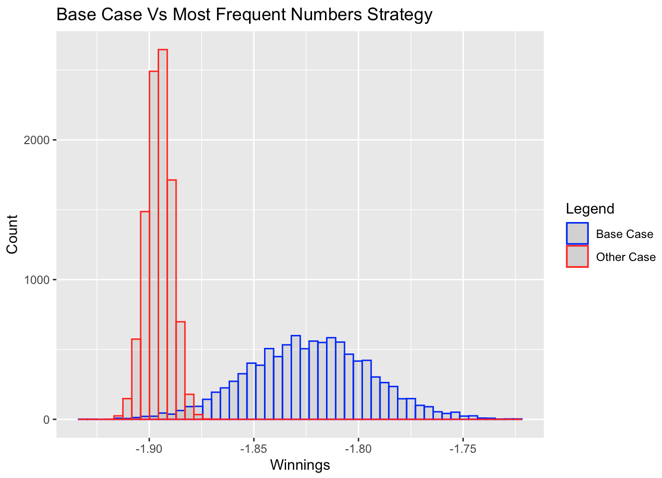 Base Case Vs Most Frequent Numbers Strategy
2000
1000
0
Count
-1.90
-1.85
-1.80
-1.75
Winnings
Legend
Base Case
Other Case